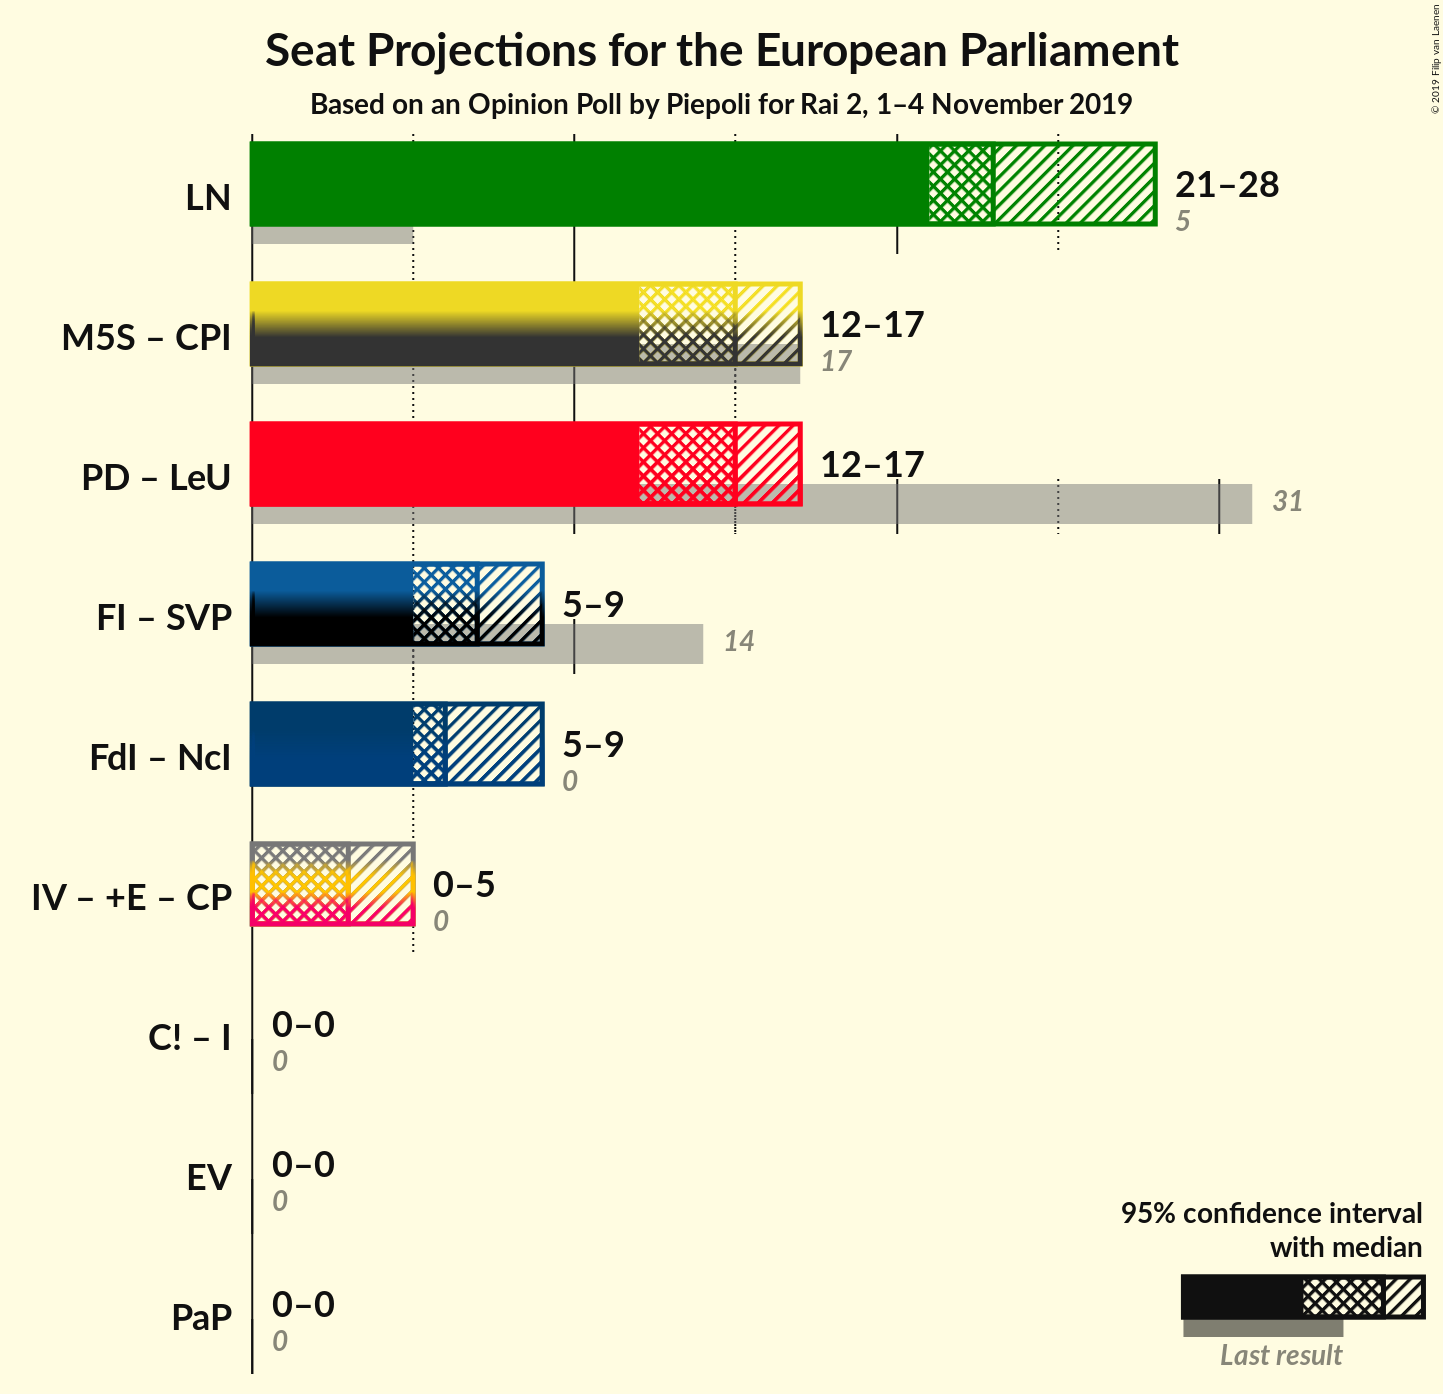 Seat Projections for the European Parliament
Based on an Opinion Poll by Piepoli for Rai 2, 1–4 November 2019
© 2019 Filip van Laenen
LN
21–28
5
M5S – CPI
12–17
17
PD – LeU
12–17
31
FI – SVP
5–9
14
FdI – NcI
5–9
0
IV – +E – CP
0–5
0
C! – I
0–0
0
EV
0–0
0
PaP
0–0
0
95% confidence interval
with median
Last result